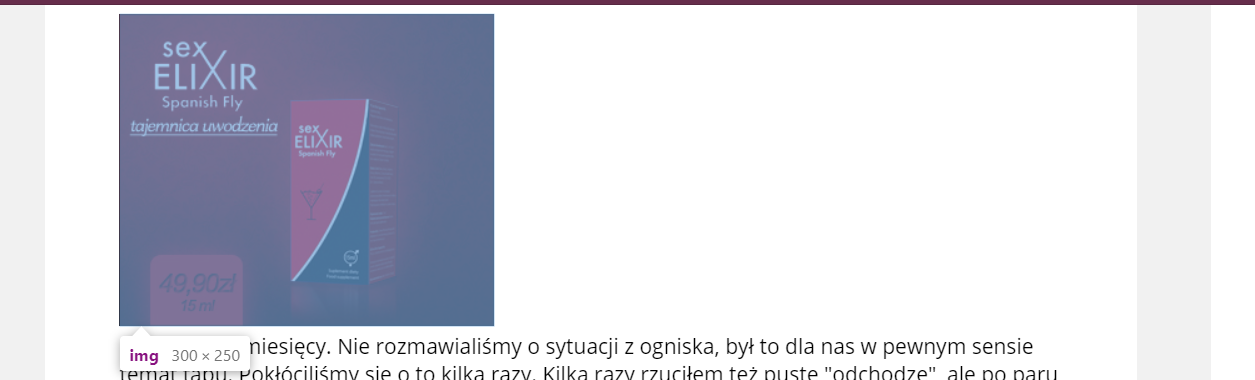 sex
ELIXIR
Spanish Fly
tajemnica uwodzenia
sex
ELIXIR
Spanish Fly
49,90zł
15 ml
img 300 × 250
miesięcy. Nie rozmawialiśmy o sytuacji z ogniska, był to dla nas w pewnym sensie
temat tabu. Pokłóciliśmy się o to kilka razy. Kilka razy rzuciłem też puste "odchodzę", ale po paru